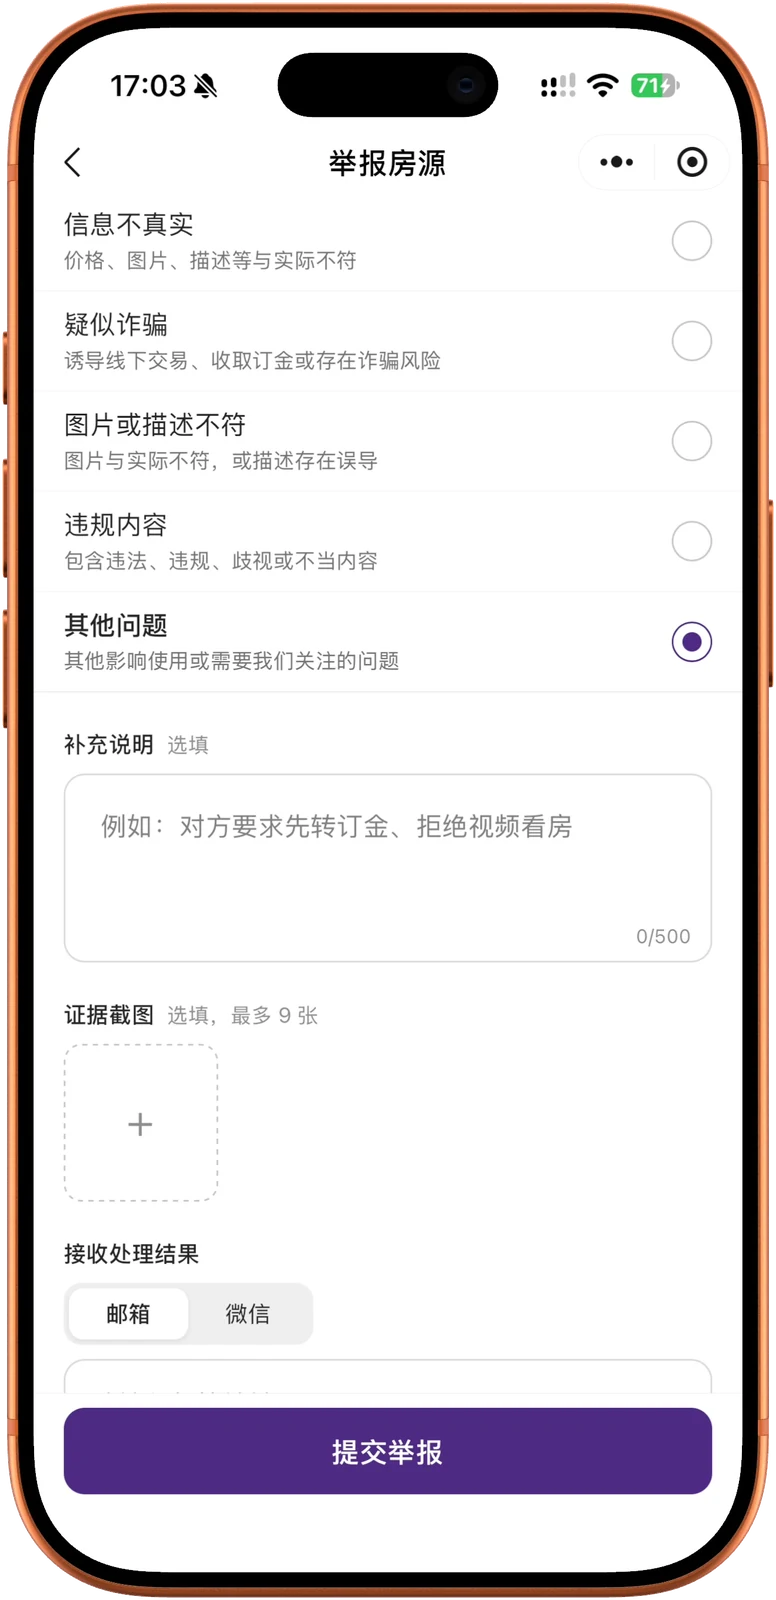 17:03
71
举报房源
信息不真实
价格、图片、描述等与实际不符
疑似诈骗
诱导线下交易、收取订金或存在诈骗风险
图片或描述不符
图片与实际不符，或描述存在误导
违规内容
包含违法、违规、歧视或不当内容
其他问题
其他影响使用或需要我们关注的问题
补充说明 选填
例如：对方要求先转订金、拒绝视频看房
0/500
证据截图 选填，最多 9 张
接收处理结果
邮箱 微信
提交举报